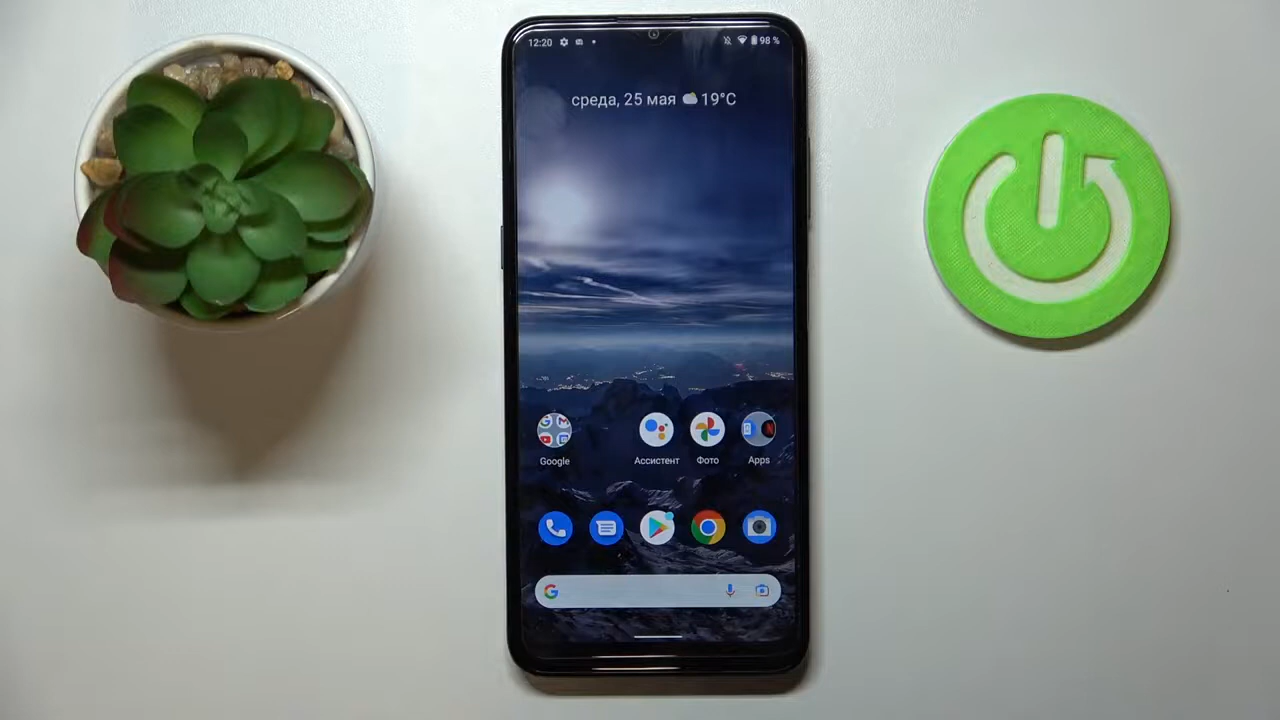 12:20
98 %
среда, 25 мая 19°C
Google
Ассистент
Фото
Apps